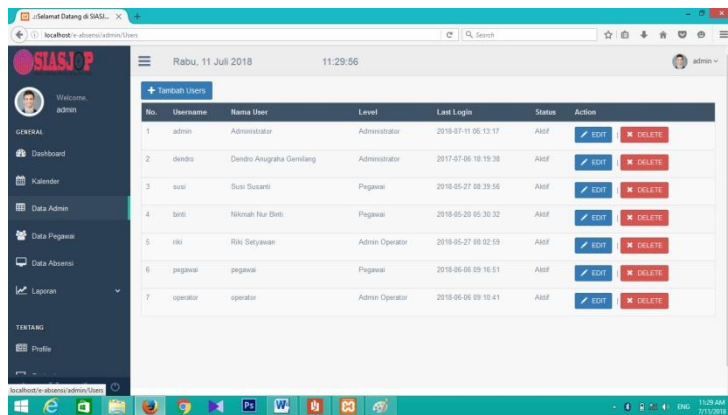 .::Selamat Datang di SIASJ...
localhost/e-absensi/admin/Users
Search
SIASJOP
Rabu, 11 Juli 2018
11:29:56
admin
Welcome,
admin
Tambah Users
No. Username Nama User Level Last Login Status Action
1 admin Administrator Administrator 2018-07-11 06:13:17 Aktif EDIT | DELETE
2 dendro Dendro Anugraha Gemilang Administrator 2017-07-06 18:19:38 Aktif EDIT | DELETE
3 susi Susi Susanti Pegawai 2018-05-27 08:39:56 Aktif EDIT | DELETE
4 binti Nikmah Nur Binti Pegawai 2018-05-20 05:30:32 Aktif EDIT | DELETE
5 riki Riki Setyawan Admin Operator 2018-05-27 08:02:59 Aktif EDIT | DELETE
6 pegawai pegawai Pegawai 2018-06-06 09:16:51 Aktif EDIT | DELETE
7 operator operator Admin Operator 2018-06-06 09:18:41 Aktif EDIT | DELETE
GENERAL
Dashboard
Kalender
Data Admin
Data Pegawai
Data Absensi
Laporan
TENTANG
Profile
localhost/e-absensi/admin/Users
ENG
11:29 AM
7/11/2018